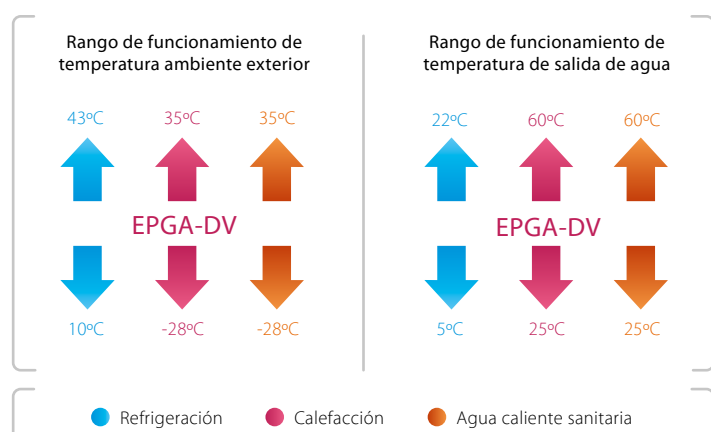 Rango de funcionamiento de
temperatura ambiente exterior
43ºC 35ºC 35ºC
EPGA-DV
10ºC -28ºC -28ºC
Rango de funcionamiento de
temperatura de salida de agua
22ºC 60ºC 60ºC
EPGA-DV
5ºC 25ºC 25ºC
Refrigeración Calefacción Agua caliente sanitaria